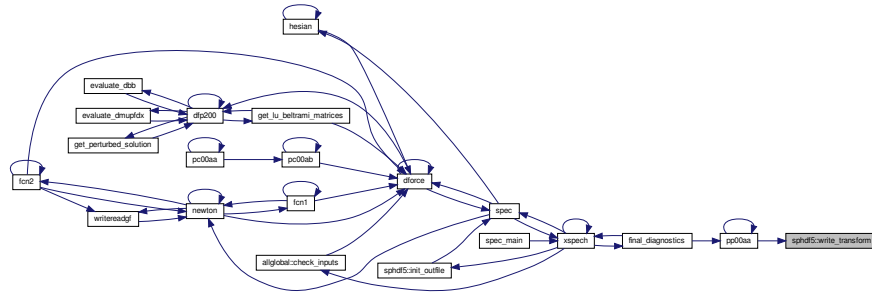 hesian
evaluate_dbb
dfp200
evaluate_dmupfdx
get_lu_beltrami_matrices
get_perturbed_solution
pc00aa
pc00ab
dforce
fcn2
fcn1
newton
writereadgf
spec
spec_main
xspech
final_diagnostics
pp00aa
sphdf5::write_transform
allglobal::check_inputs
sphdf5::init_outfile